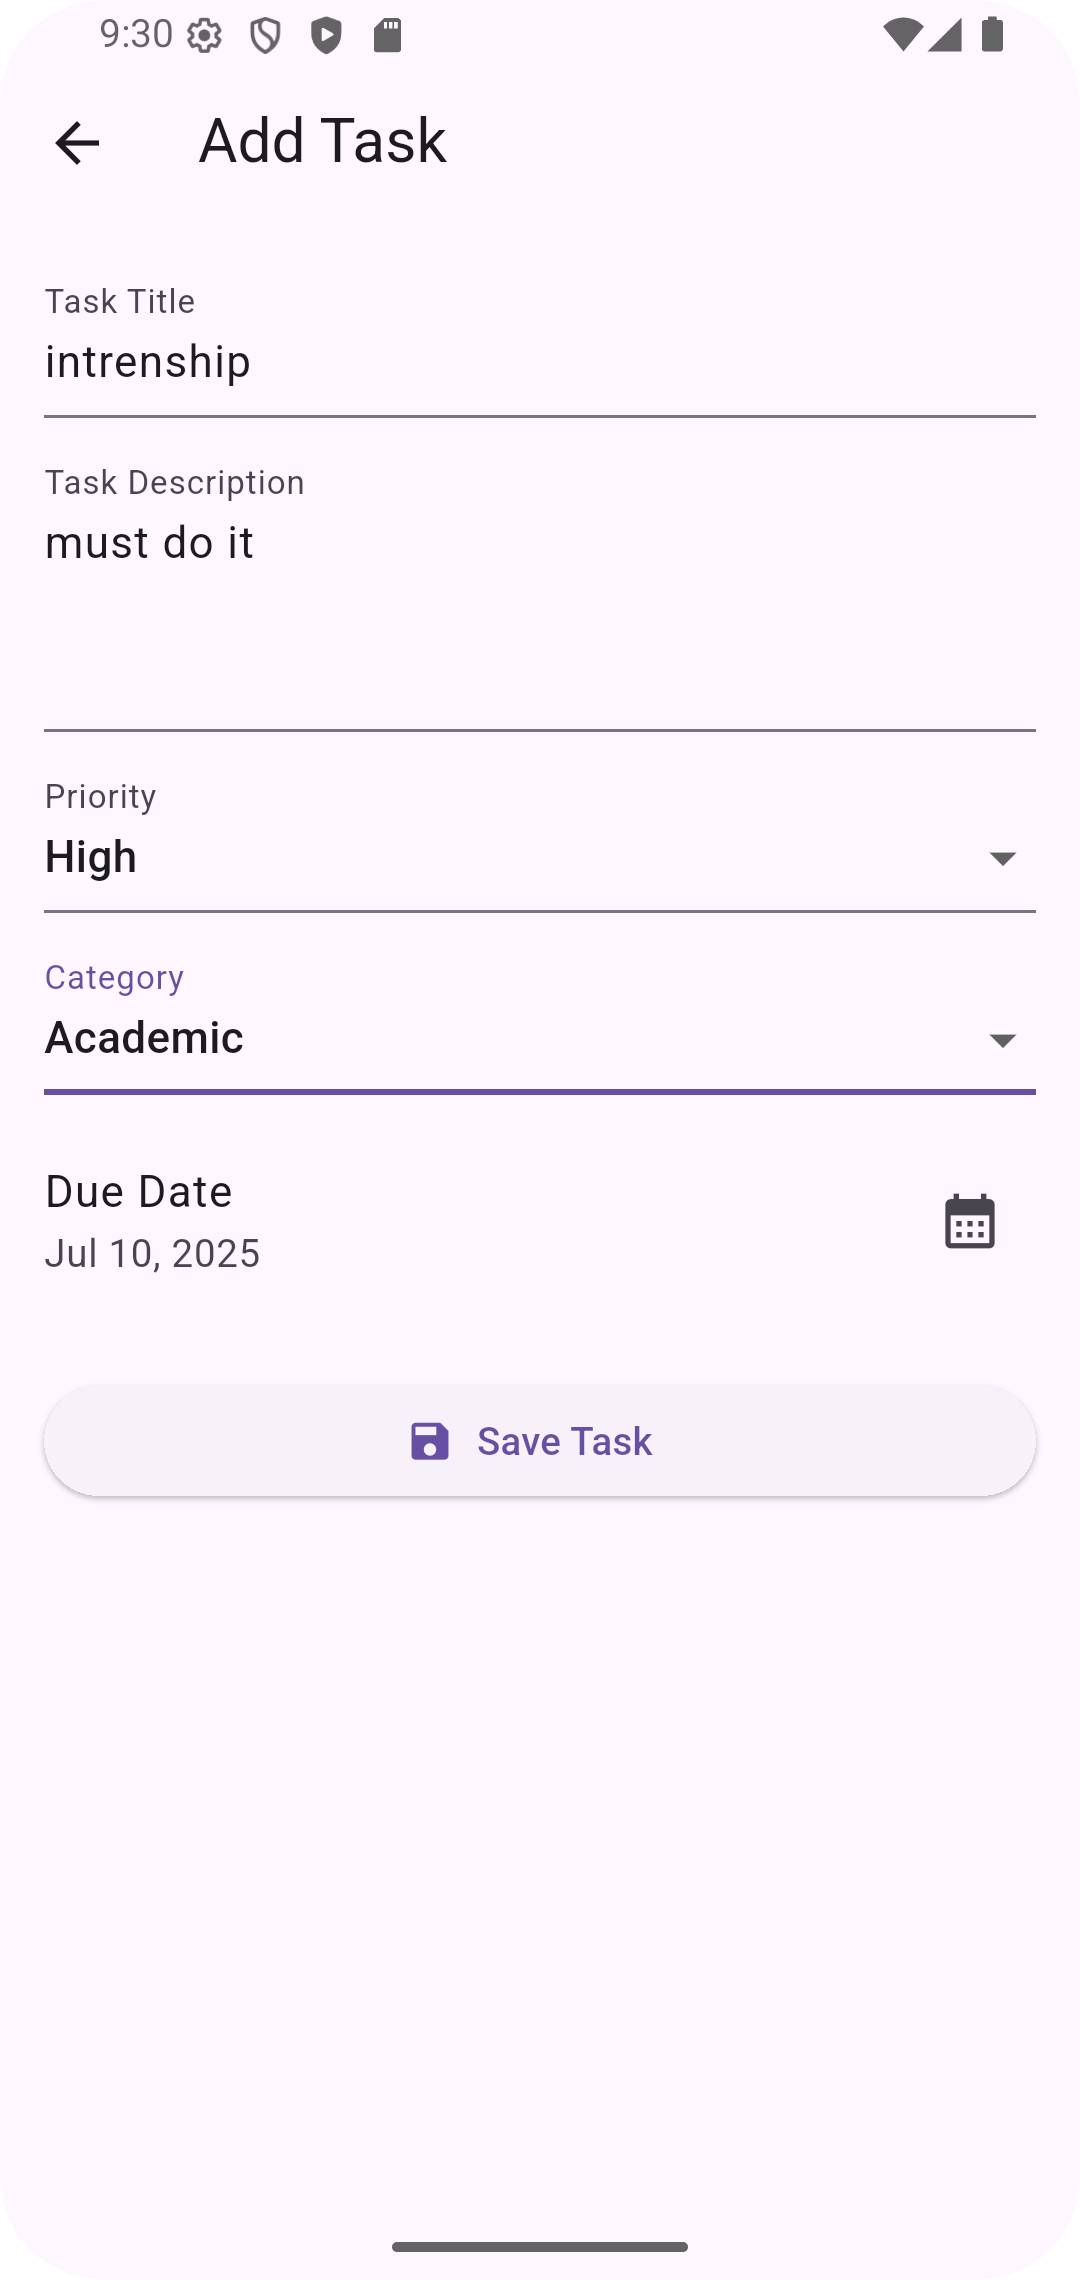 9:30
Add Task
Task Title
intrenship
Task Description
must do it
Priority
High
Category
Academic
Due Date
Jul 10, 2025
Save Task